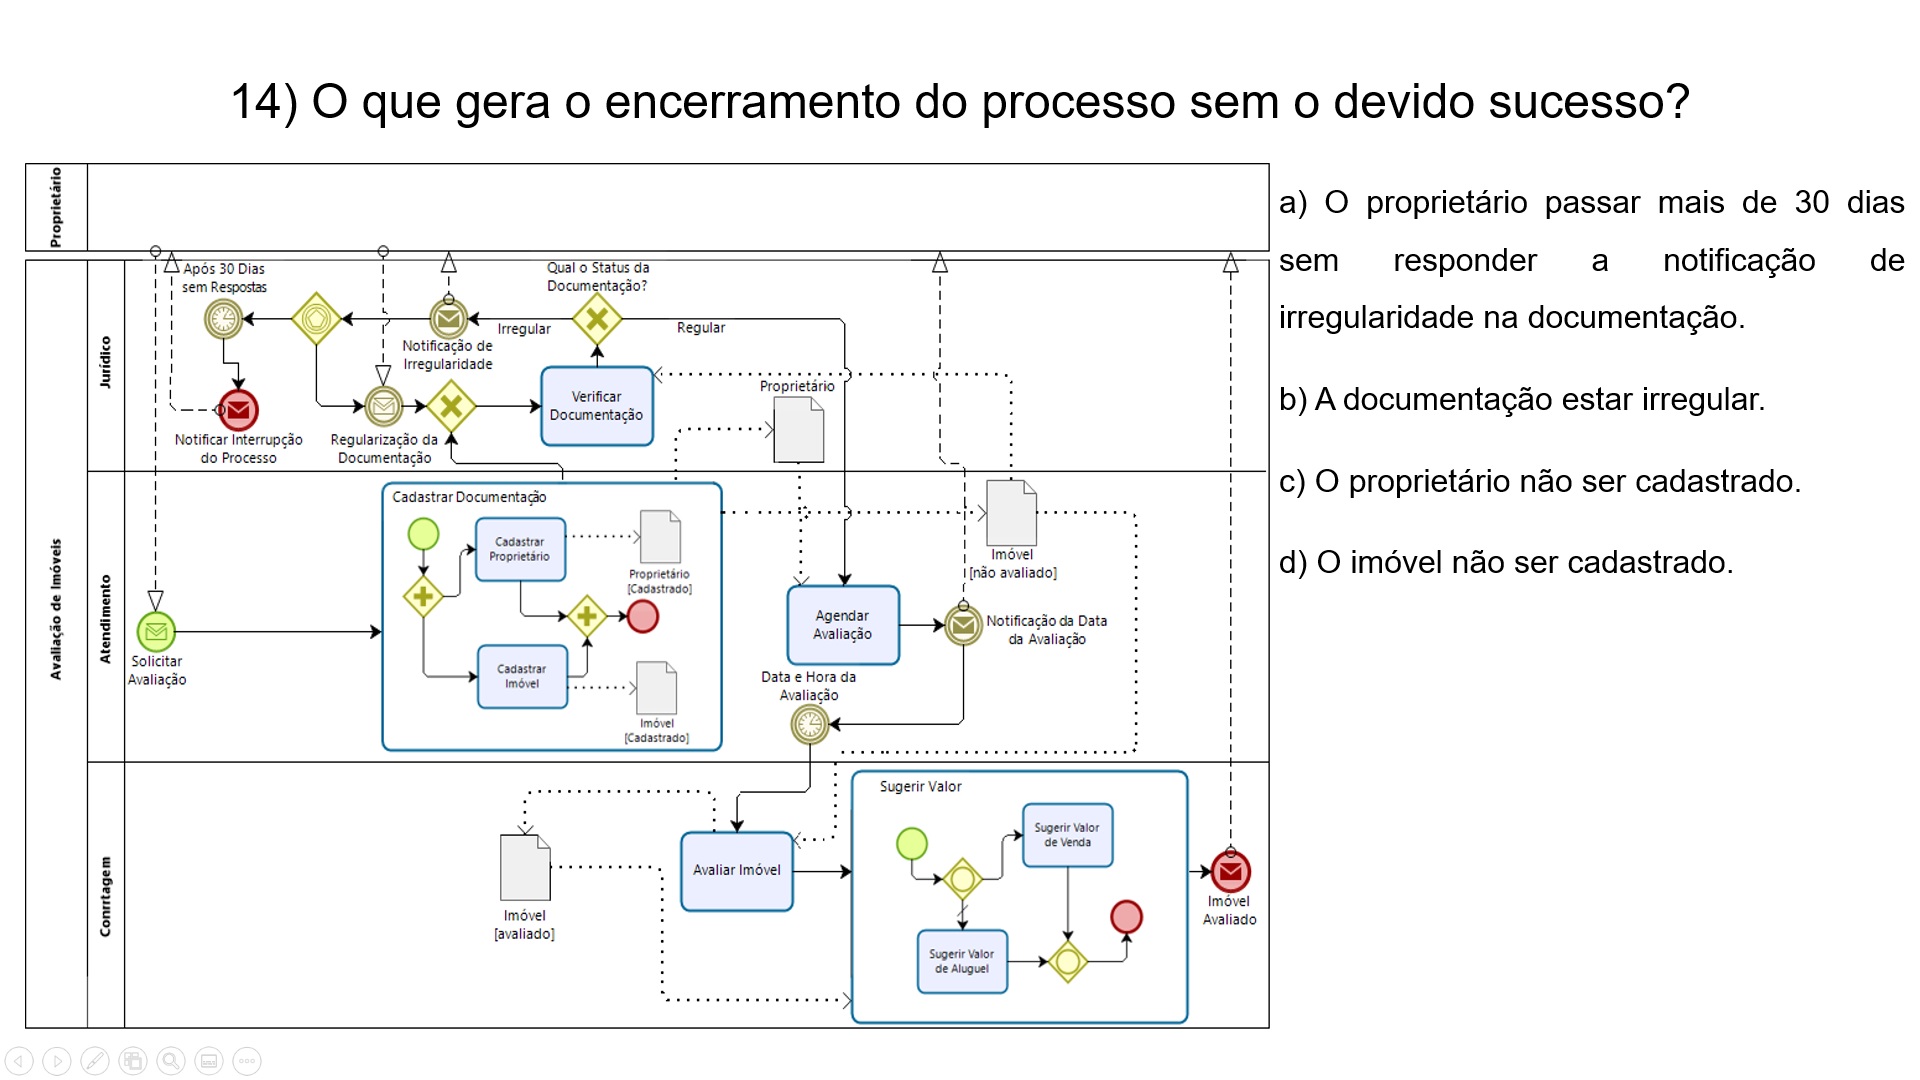 14) O que gera o encerramento do processo sem o devido sucesso?
a) O proprietário passar mais de 30 dias
sem responder a notificação de
irregularidade na documentação.
b) A documentação estar irregular.
c) O proprietário não ser cadastrado.
d) O imóvel não ser cadastrado.
Proprietário
Avaliação de Imóveis
Jurídico
Após 30 Dias
sem Respostas
Notificar Interrupção
do Processo
Notificação de
Irregularidade
Regularização da
Documentação
Irregular
Qual o Status da
Documentação?
Regular
Verificar
Documentação
Proprietário
Atendimento
Solicitar
Avaliação
Cadastrar Documentação
Cadastrar
Proprietário
Proprietário
[Cadastrado]
Cadastrar
Imóvel
Imóvel
[Cadastrado]
Agendar
Avaliação
Notificação da Data
da Avaliação
Data e Hora da
Avaliação
Imóvel
[não avaliado]
Conrtagem
Imóvel
[avaliado]
Avaliar Imóvel
Sugerir Valor
Sugerir Valor
de Venda
Sugerir Valor
de Aluguel
Imóvel
Avaliado